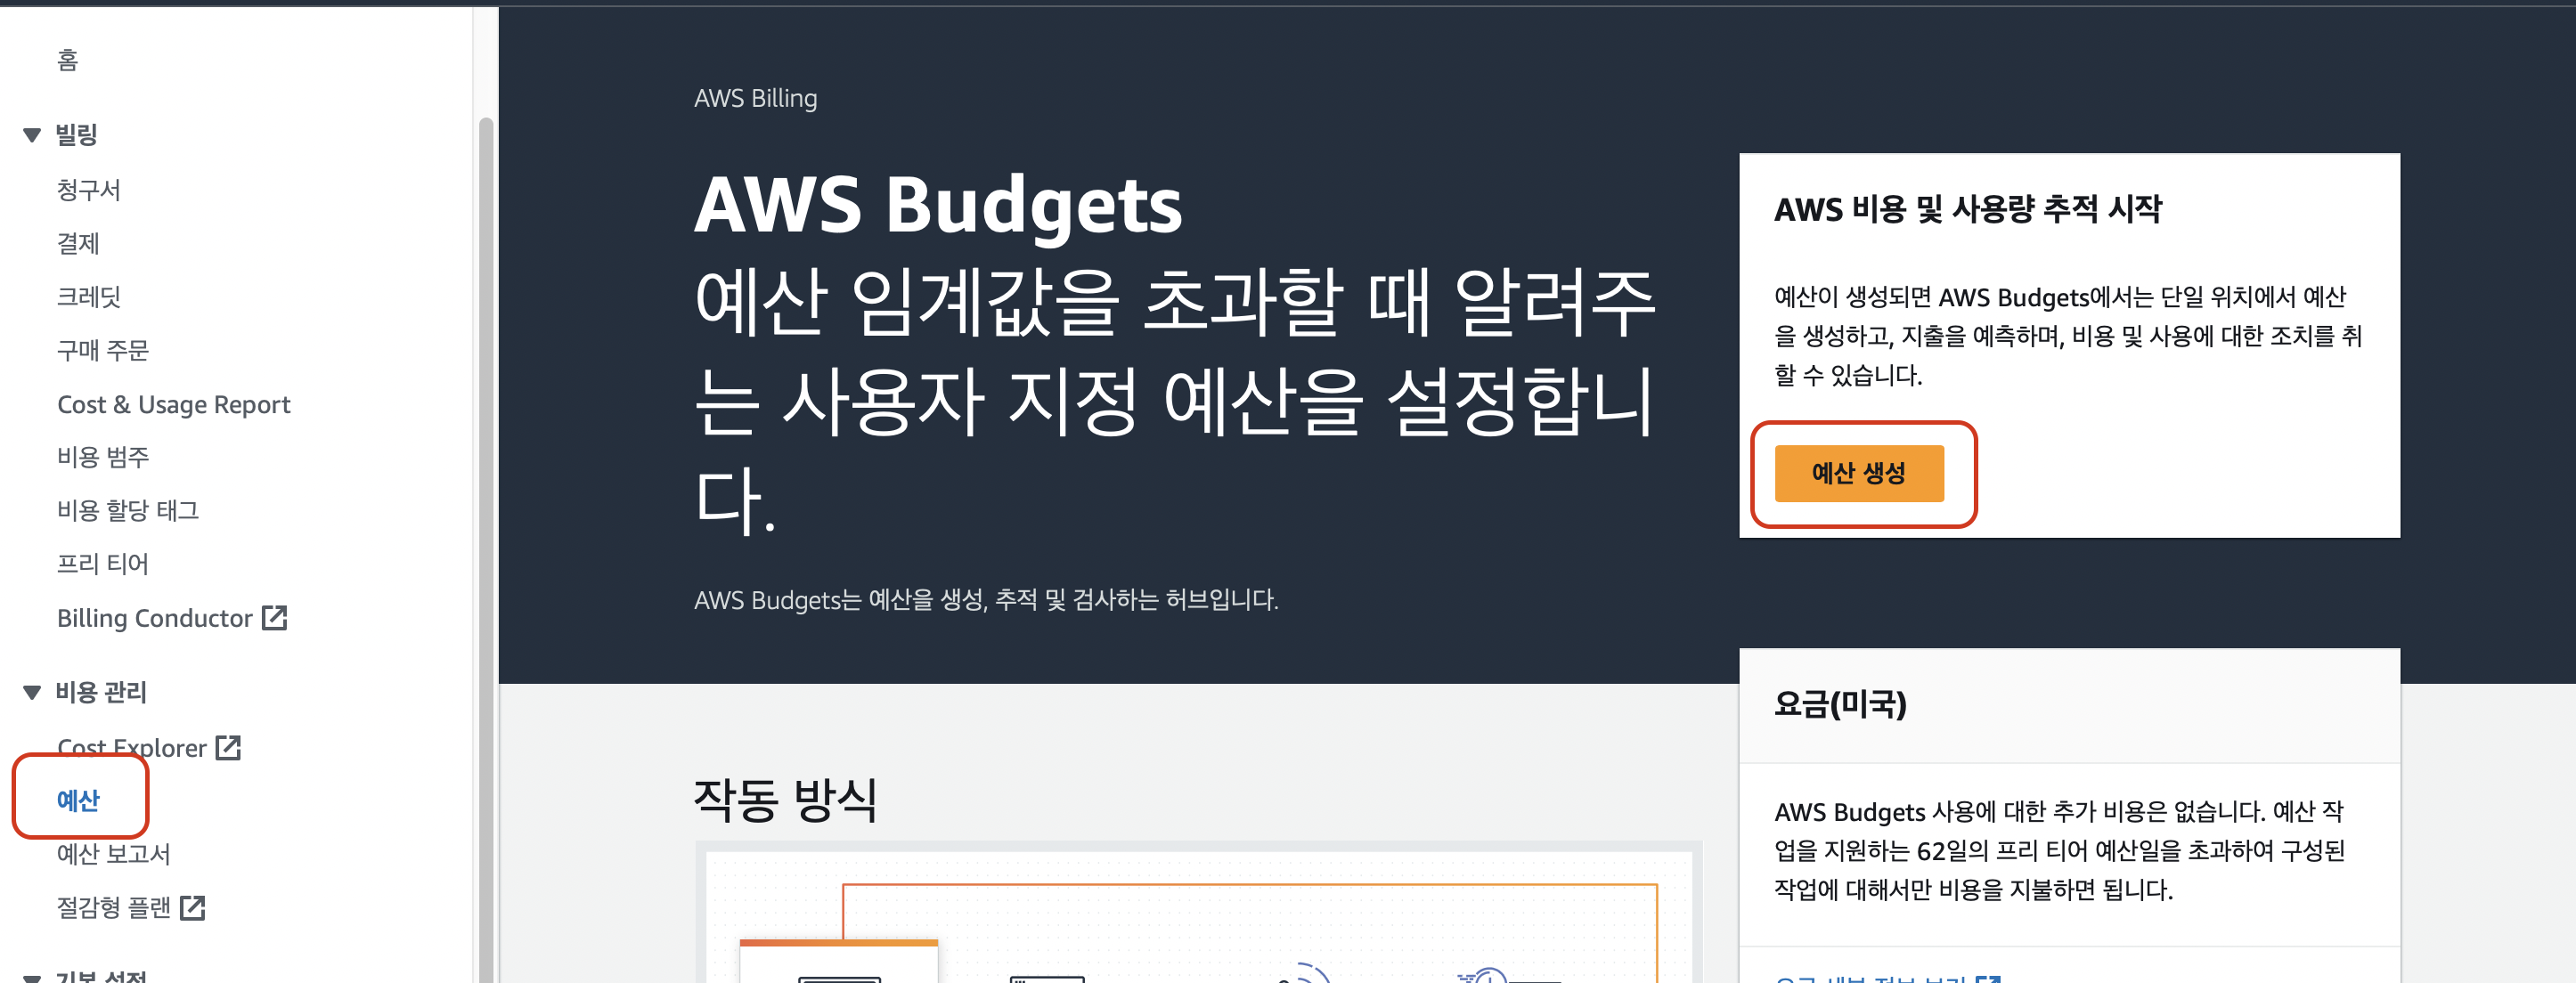 홈
빌링
청구서
결제
크레딧
구매 주문
Cost & Usage Report
비용 범주
비용 할당 태그
프리 티어
Billing Conductor
비용 관리
Cost Explorer
예산
예산 보고서
절감형 플랜
기본 설정
AWS Billing
AWS Budgets
예산 임계값을 초과할 때 알려주
는 사용자 지정 예산을 설정합니
다.
AWS Budgets는 예산을 생성, 추적 및 검사하는 허브입니다.
작동 방식
AWS 비용 및 사용량 추적 시작
예산이 생성되면 AWS Budgets에서는 단일 위치에서 예산
을 생성하고, 지출을 예측하며, 비용 및 사용에 대한 조치를 취
할 수 있습니다.
예산 생성
요금(미국)
AWS Budgets 사용에 대한 추가 비용은 없습니다. 예산 작
업을 지원하는 62일의 프리 티어 예산일을 초과하여 구성된
작업에 대해서만 비용을 지불하면 됩니다.
요금 세부 정보 보기